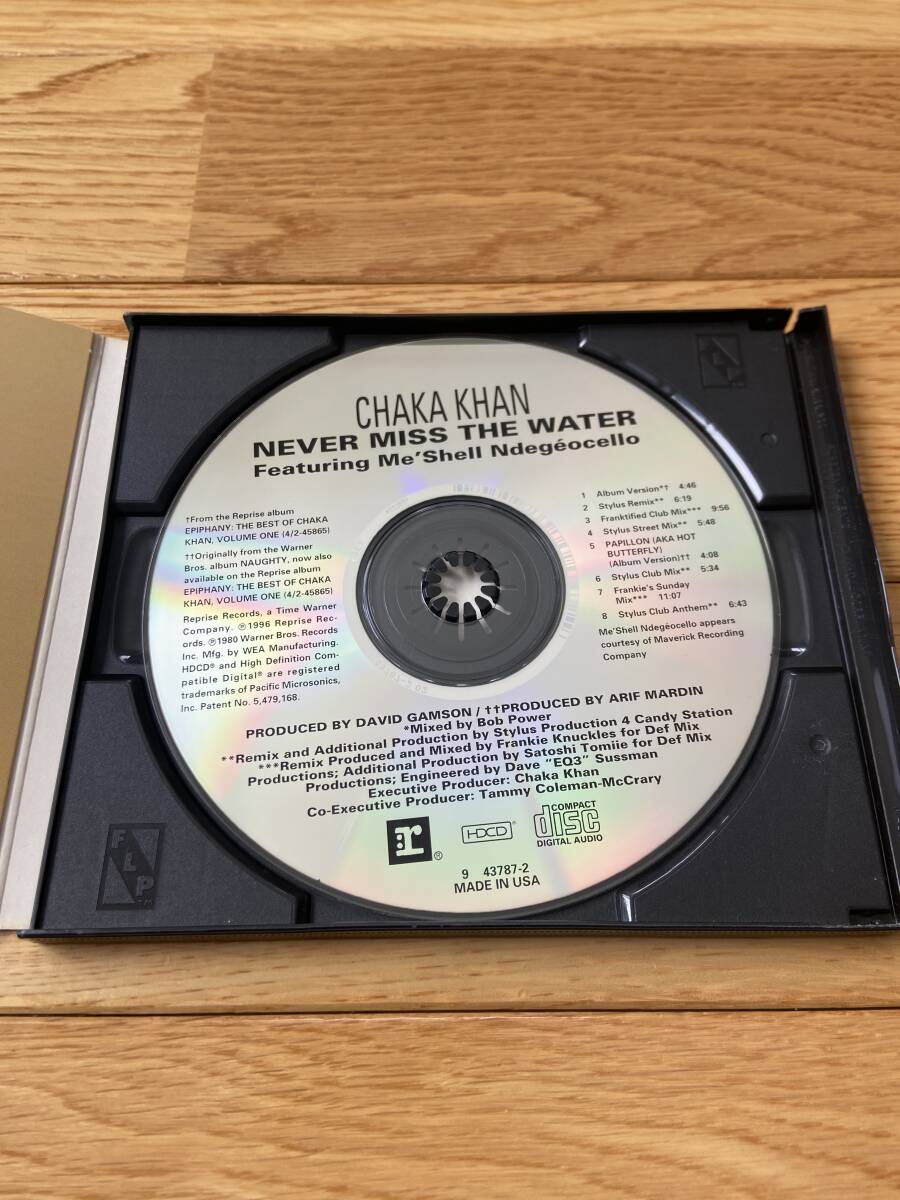 CHAKA KHAN
NEVER MISS THE WATER
Featuring Me'Shell Ndegéocello
†From the Reprise album
EPIPHANY: THE BEST OF CHAKA
KHAN, VOLUME ONE (4/2-45865)
††Originally from the Warner
Bros. album NAUGHTY, now also
available on the Reprise album
EPIPHANY: THE BEST OF CHAKA
KHAN, VOLUME ONE (4/2-45865)
Reprise Records, a Time Warner
Company. ℗1996 Reprise Rec-
ords. ℗1980 Warner Bros. Records
Inc. Mfg. by WEA Manufacturing.
HDCD® and High Definition Com-
patible Digital® are registered
trademarks of Pacific Microsonics,
Inc. Patent No. 5,479,168.
1 Album Version*† 4:46
2 Stylus Remix** 6:19
3 Franktified Club Mix*** 9:56
4 Stylus Street Mix** 5:48
5 PAPILLON (AKA HOT
BUTTERFLY)
(Album Version)†† 4:08
6 Stylus Club Mix** 5:34
7 Frankie's Sunday
Mix*** 11:07
8 Stylus Club Anthem** 6:43
Me'Shell Ndegéocello appears
courtesy of Maverick Recording
Company
PRODUCED BY DAVID GAMSON / ††PRODUCED BY ARIF MARDIN
*Mixed by Bob Power
**Remix and Additional Production by Stylus Production 4 Candy Station
***Remix Produced and Mixed by Frankie Knuckles for Def Mix
Productions; Additional Production by Satoshi Tomiie for Def Mix
Productions; Engineered by Dave "EQ3" Sussman
Executive Producer: Chaka Khan
Co-Executive Producer: Tammy Coleman-McCrary
r ®
HDCD®
COMPACT
disc
DIGITAL AUDIO
9 43787-2
MADE IN USA
FLP TM